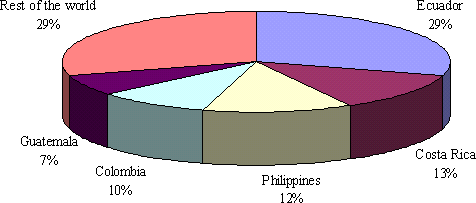 Rest of the world
29%
Ecuador
29%
Guatemala
7%
Colombia
10%
Philippines
12%
Costa Rica
13%